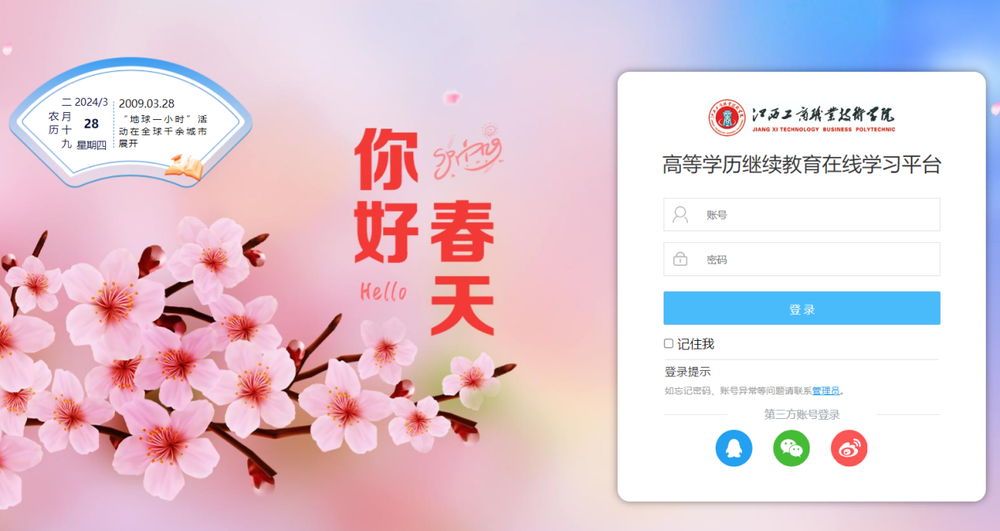 二月十九
农历
2024/3
28
星期四
2009.03.28
“地球一小时”活
动在全球千余城市
展开
你好
Hello
spring
春天
江西工商职业技术学院
JIANG XI TECHNOLOGY BUSINESS POLYTECHNIC
高等学历继续教育在线学习平台
账号
密码
登 录
记住我
登录提示
如忘记密码、账号异常等问题请联系管理员。
第三方账号登录